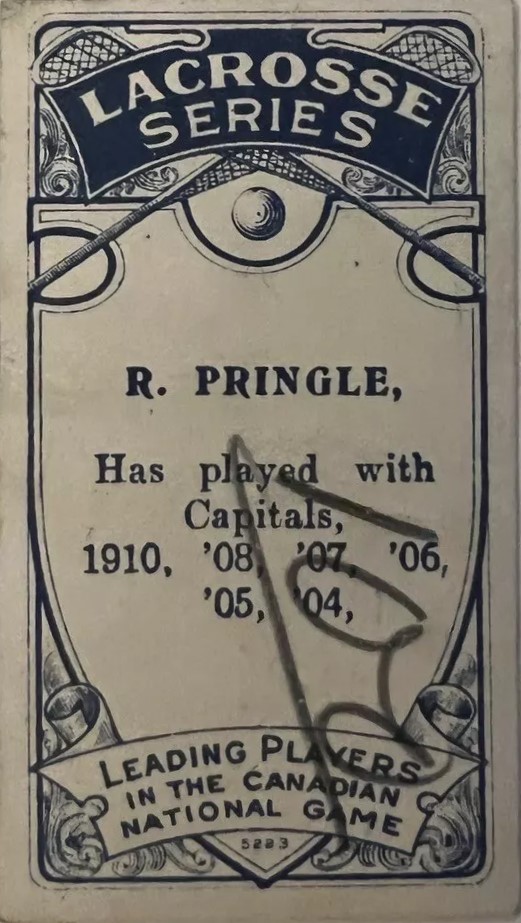 LACROSSE
SERIES
R. PRINGLE,
Has played with
Capitals,
1910, '08, '07, '06,
'05, '04,
LEADING PLAYERS
IN THE CANADIAN
NATIONAL GAME